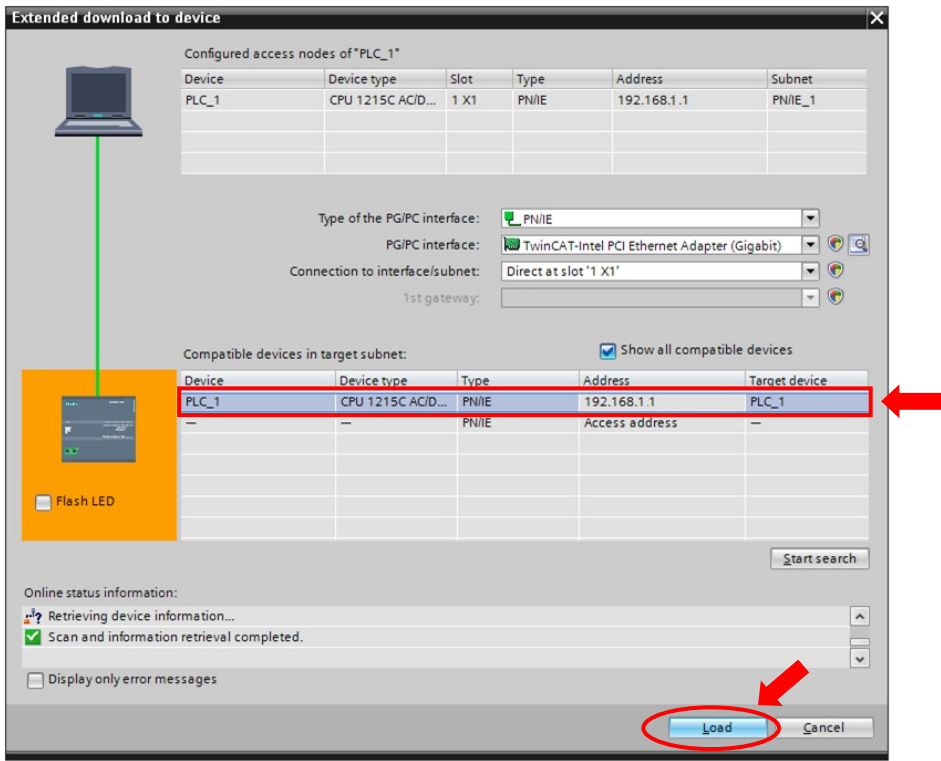 Extended download to device
Configured access nodes of "PLC_1"
Device Device type Slot Type Address Subnet
PLC_1 CPU 1215C AC/D... 1 X1 PN/IE 192.168.1.1 PN/IE_1
Type of the PG/PC interface: PN/IE
PG/PC interface: TwinCAT-Intel PCI Ethernet Adapter (Gigabit)
Connection to interface/subnet: Direct at slot '1 X1'
1st gateway:
Compatible devices in target subnet: Show all compatible devices
Device Device type Type Address Target device
PLC_1 CPU 1215C AC/D... PN/IE 192.168.1.1 PLC_1
— — PN/IE Access address —
Flash LED
Start search
Online status information:
Retrieving device information...
Scan and information retrieval completed.
Display only error messages
Load Cancel